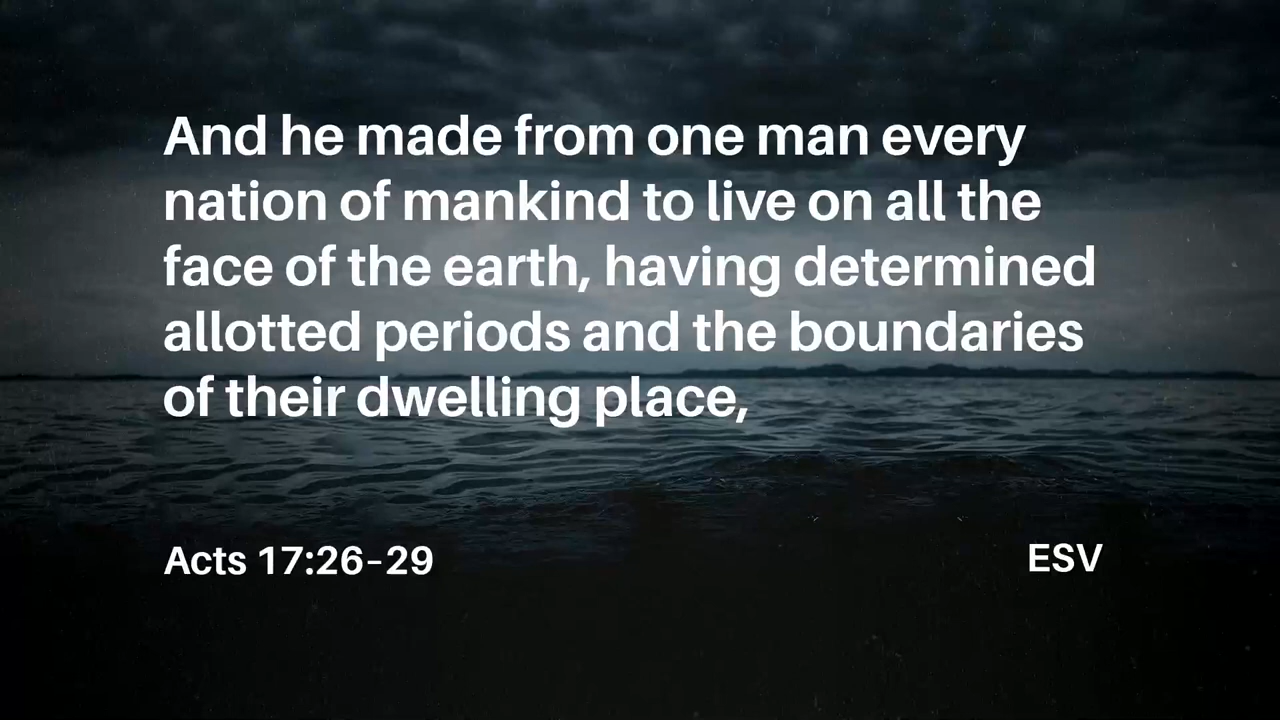 And he made from one man every
nation of mankind to live on all the
face of the earth, having determined
allotted periods and the boundaries
of their dwelling place,
Acts 17:26–29
ESV